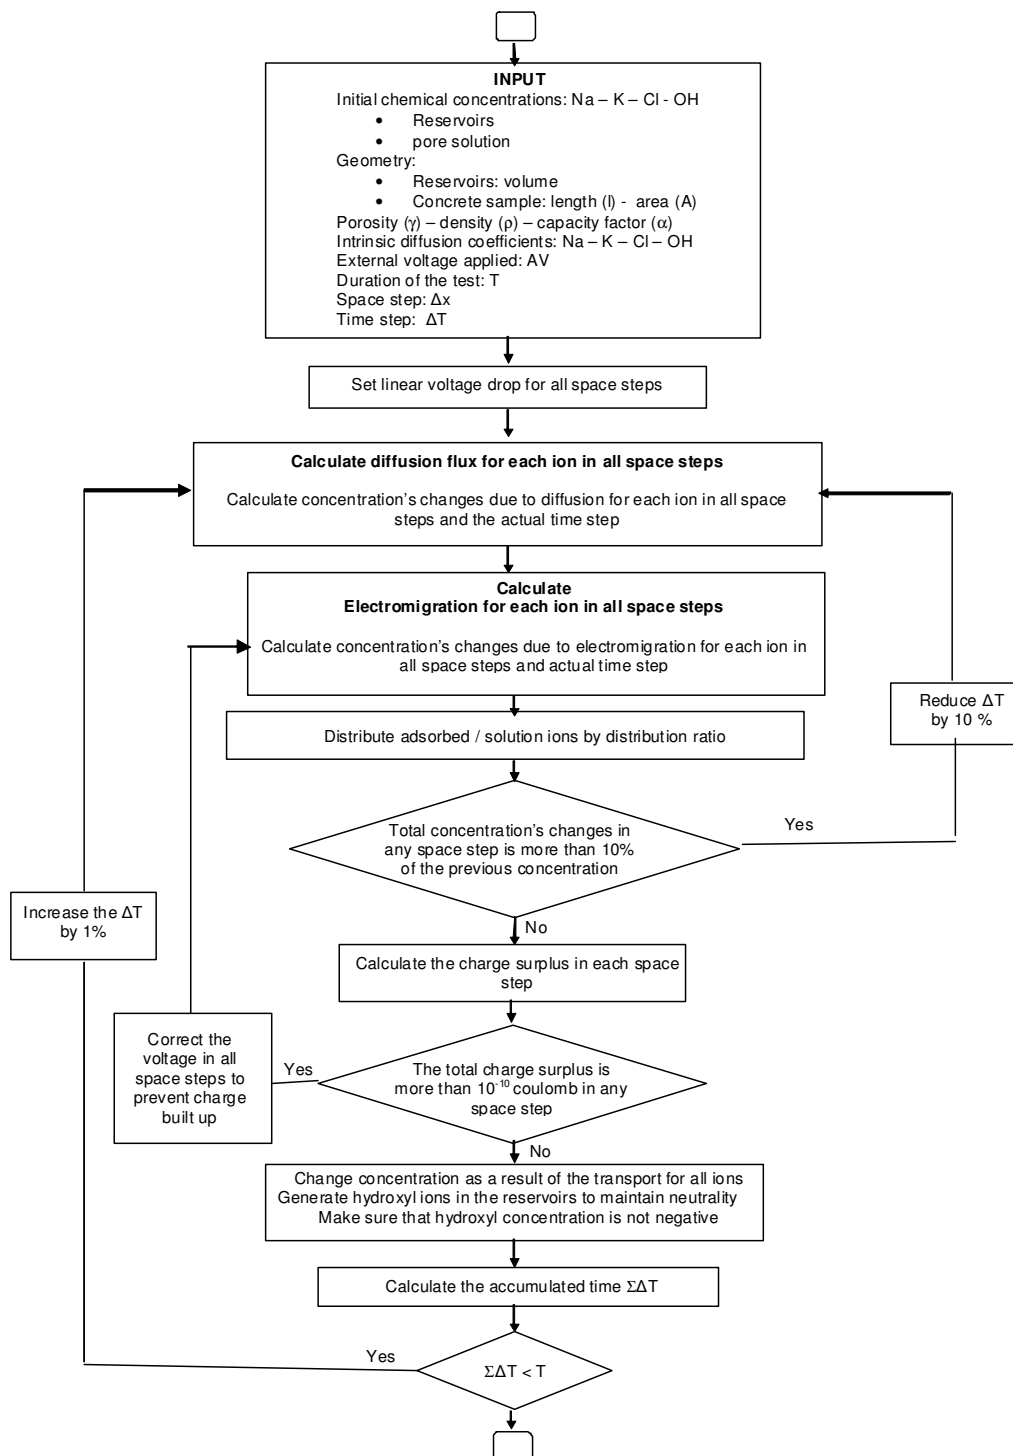 INPUT
Initial chemical concentrations: Na – K – Cl - OH
• Reservoirs
• pore solution
Geometry:
• Reservoirs: volume
• Concrete sample: length (l) - area (A)
Porosity (γ) – density (ρ) – capacity factor (α)
Intrinsic diffusion coefficients: Na – K – Cl – OH
External voltage applied: AV
Duration of the test: T
Space step: Δx
Time step: ΔT
Set linear voltage drop for all space steps
Calculate diffusion flux for each ion in all space steps
Calculate concentration's changes due to diffusion for each ion in all space
steps and the actual time step
Calculate
Electromigration for each ion in all space steps
Calculate concentration's changes due to electromigration for each ion in
all space steps and actual time step
Reduce ΔT
by 10 %
Distribute adsorbed / solution ions by distribution ratio
Total concentration's changes in
any space step is more than 10%
of the previous concentration
Yes
No
Increase the ΔT
by 1%
Calculate the charge surplus in each space
step
Correct the
voltage in all
space steps to
prevent charge
built up
Yes
The total charge surplus is
more than 10⁻¹⁰ coulomb in any
space step
No
Change concentration as a result of the transport for all ions
Generate hydroxyl ions in the reservoirs to maintain neutrality
Make sure that hydroxyl concentration is not negative
Calculate the accumulated time ΣΔT
Yes
ΣΔT < T